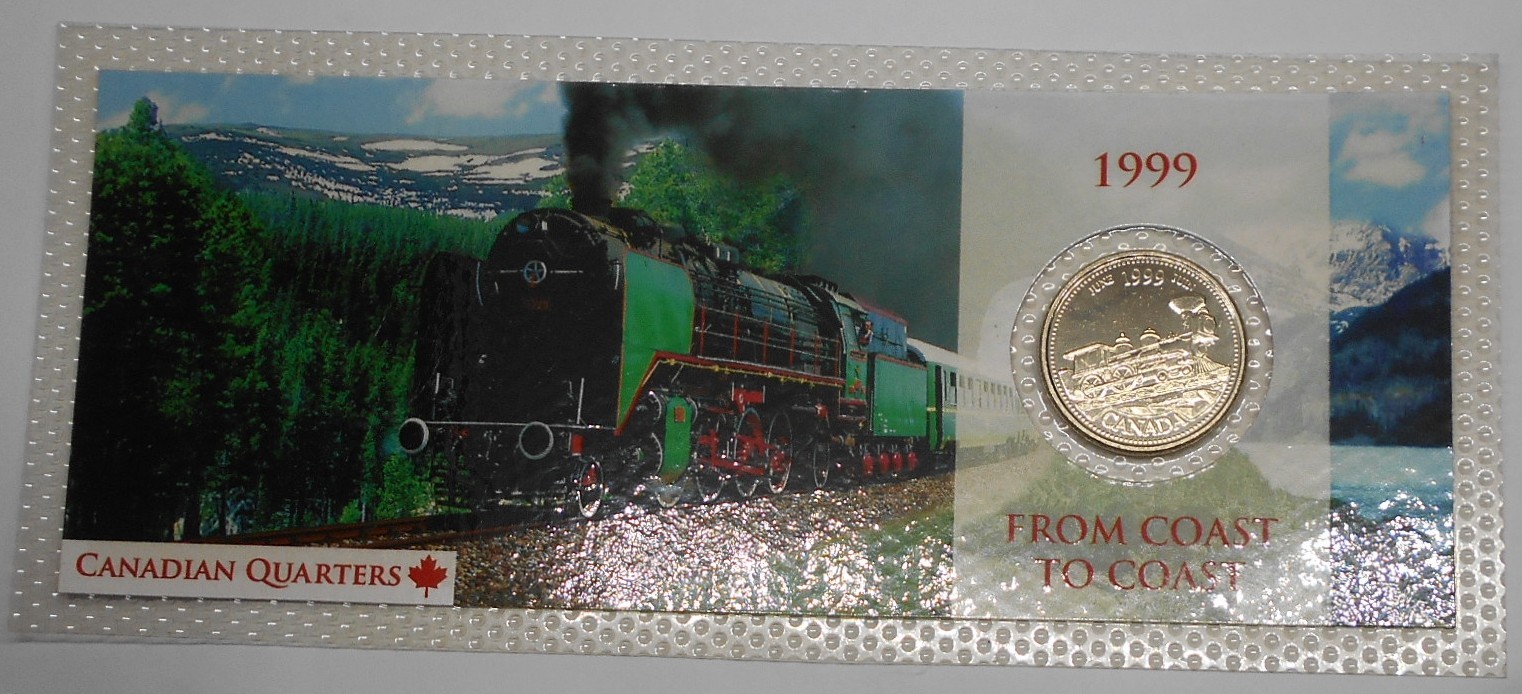 1999
JUNE 1999 JUIN
CANADA
FROM COAST
TO COAST
CANADIAN QUARTERS